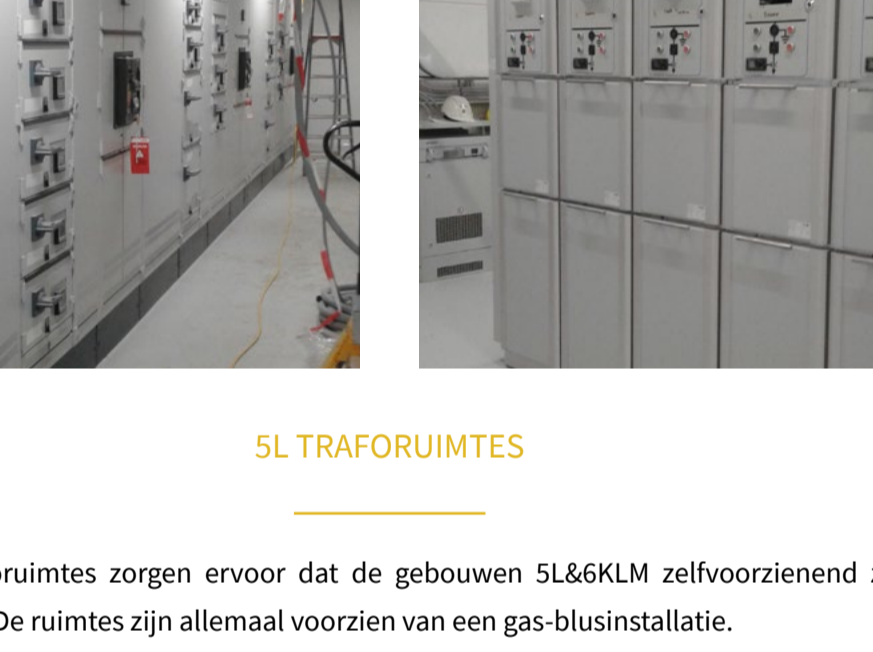 5L TRAFORUIMTES
oruimtes zorgen ervoor dat de gebouwen 5L&6KLM zelfvoorzienend
De ruimtes zijn allemaal voorzien van een gas-blusinstallatie.